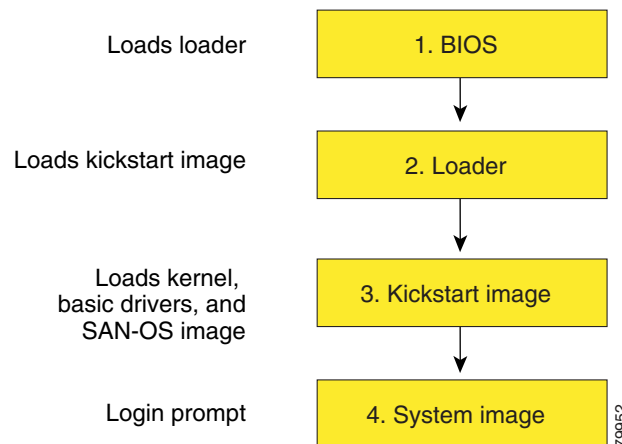 Loads loader
1. BIOS
Loads kickstart image
2. Loader
Loads kernel,
basic drivers, and
SAN-OS image
3. Kickstart image
Login prompt
4. System image
79952